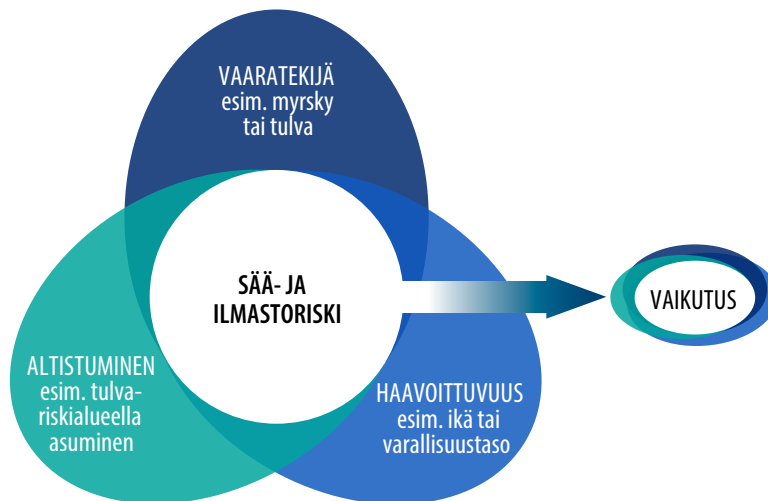 VAARATEKIJÄ
esim. myrsky
tai tulva
SÄÄ- JA
ILMASTORISKI
VAIKUTUS
ALTISTUMINEN
esim. tulva-
riskialueella
asuminen
HAAVOITTUVUUS
esim. ikä tai
varallisuustaso